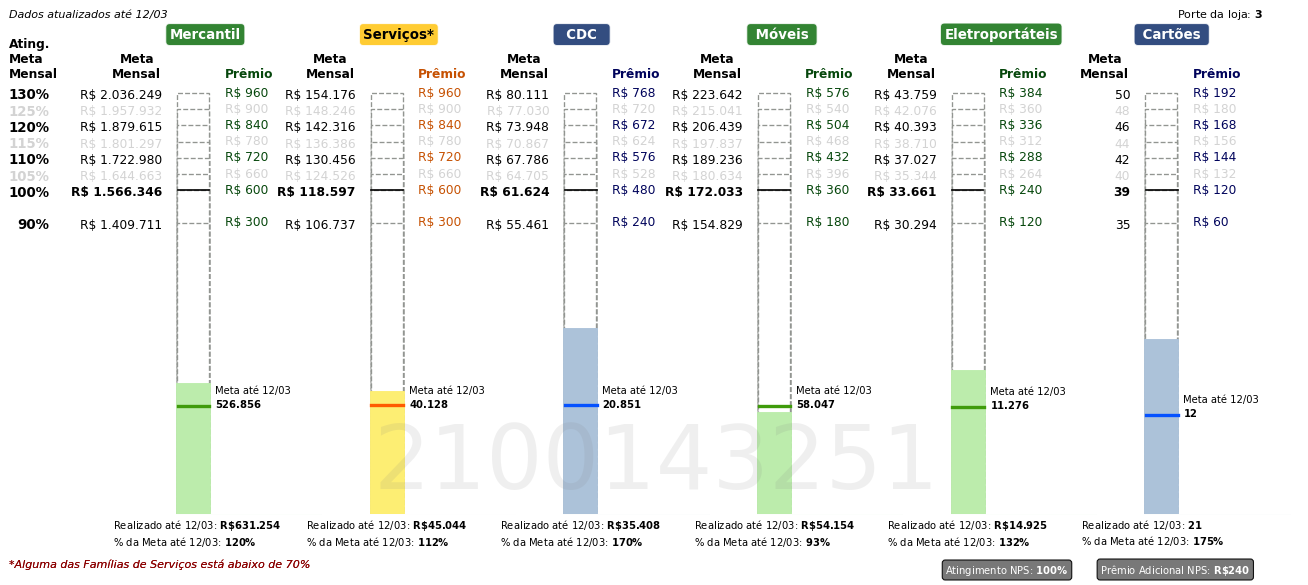 Dados atualizados até 12/03
Porte da loja: 3
Mercantil Serviços* CDC Móveis Eletroportáteis Cartões
Ating. Meta Mensal
Meta Mensal Prêmio Meta Mensal Prêmio Meta Mensal Prêmio Meta Mensal Prêmio Meta Mensal Prêmio Meta Mensal Prêmio
130% R$ 2.036.249 R$ 960 R$ 154.176 R$ 960 R$ 80.111 R$ 768 R$ 223.642 R$ 576 R$ 43.759 R$ 384 50 R$ 192
125% R$ 1.957.932 R$ 900 R$ 148.246 R$ 900 R$ 77.030 R$ 720 R$ 215.041 R$ 540 R$ 42.076 R$ 360 48 R$ 180
120% R$ 1.879.615 R$ 840 R$ 142.316 R$ 840 R$ 73.948 R$ 672 R$ 206.439 R$ 504 R$ 40.393 R$ 336 46 R$ 168
115% R$ 1.801.297 R$ 780 R$ 136.386 R$ 780 R$ 70.867 R$ 624 R$ 197.837 R$ 468 R$ 38.710 R$ 312 44 R$ 156
110% R$ 1.722.980 R$ 720 R$ 130.456 R$ 720 R$ 67.786 R$ 576 R$ 189.236 R$ 432 R$ 37.027 R$ 288 42 R$ 144
105% R$ 1.644.663 R$ 660 R$ 124.526 R$ 660 R$ 64.705 R$ 528 R$ 180.634 R$ 396 R$ 35.344 R$ 264 40 R$ 132
100% R$ 1.566.346 R$ 600 R$ 118.597 R$ 600 R$ 61.624 R$ 480 R$ 172.033 R$ 360 R$ 33.661 R$ 240 39 R$ 120
90% R$ 1.409.711 R$ 300 R$ 106.737 R$ 300 R$ 55.461 R$ 240 R$ 154.829 R$ 180 R$ 30.294 R$ 120 35 R$ 60
Meta até 12/03 Meta até 12/03 Meta até 12/03 Meta até 12/03 Meta até 12/03 Meta até 12/03
526.856 40.128 20.851 58.047 11.276 12
2100143251
Realizado até 12/03: R$631.254 Realizado até 12/03: R$45.044 Realizado até 12/03: R$35.408 Realizado até 12/03: R$54.154 Realizado até 12/03: R$14.925 Realizado até 12/03: 21
% da Meta até 12/03: 120% % da Meta até 12/03: 112% % da Meta até 12/03: 170% % da Meta até 12/03: 93% % da Meta até 12/03: 132% % da Meta até 12/03: 175%
*Alguma das Famílias de Serviços está abaixo de 70%
Atingimento NPS: 100% Prêmio Adicional NPS: R$240